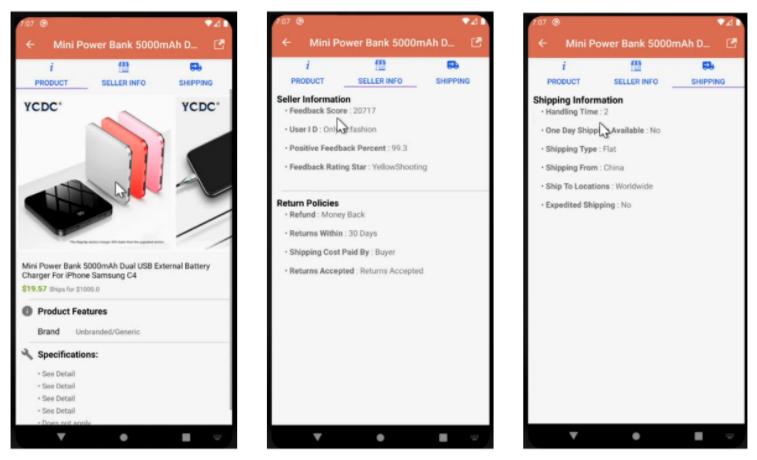 7:07
Mini Power Bank 5000mAh D...
PRODUCT
SELLER INFO
SHIPPING
YCDC
YCDC
Mini Power Bank 5000mAh Dual USB External Battery
Charger For iPhone Samsung C4
$19.57 Ships for $1000.0
Product Features
Brand Unbranded/Generic
Specifications:
• See Detail
• See Detail
• See Detail
• See Detail
• Does not apply
7:07
Mini Power Bank 5000mAh D...
PRODUCT
SELLER INFO
SHIPPING
Seller Information
• Feedback Score : 20717
• User I D : fashion
• Positive Feedback Percent : 99.3
• Feedback Rating Star : YellowShooting
Return Policies
• Refund : Money Back
• Returns Within : 30 Days
• Shipping Cost Paid By : Buyer
• Returns Accepted : Returns Accepted
7:07
Mini Power Bank 5000mAh D...
PRODUCT
SELLER INFO
SHIPPING
Shipping Information
• Handling Time : 2
• One Day Shipping Available : No
• Shipping Type : Flat
• Shipping From : China
• Ship To Locations : Worldwide
• Expedited Shipping : No